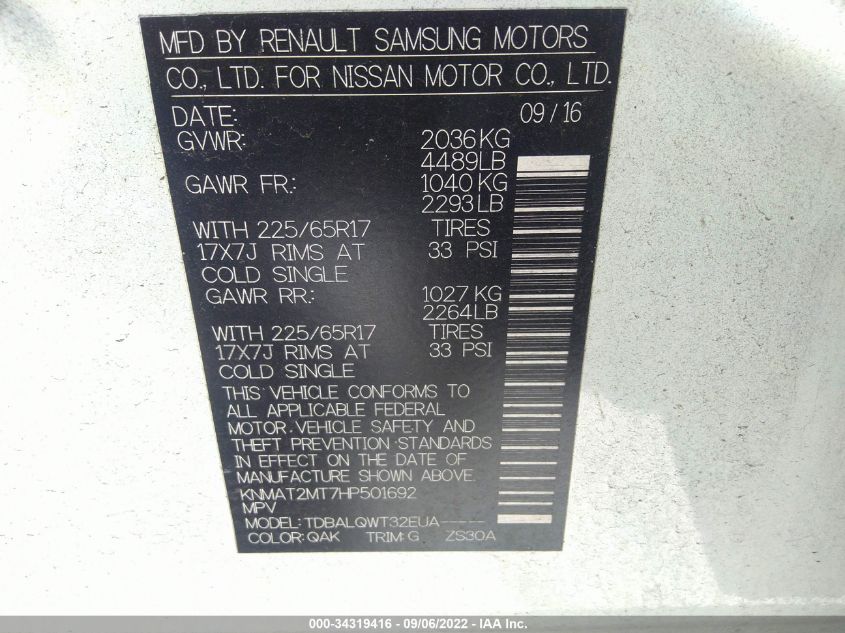 MFD BY RENAULT SAMSUNG MOTORS
CO., LTD. FOR NISSAN MOTOR CO., LTD.
DATE: 09/16
GVWR: 2036KG
4489LB
GAWR FR.: 1040KG
2293LB
WITH 225/65R17 TIRES
17X7J RIMS AT 33 PSI
COLD SINGLE
GAWR RR.: 1027KG
2264LB
WITH 225/65R17 TIRES
17X7J RIMS AT 33 PSI
COLD SINGLE
THIS VEHICLE CONFORMS TO
ALL APPLICABLE FEDERAL
MOTOR VEHICLE SAFETY AND
THEFT PREVENTION STANDARDS
IN EFFECT ON THE DATE OF
MANUFACTURE SHOWN ABOVE.
KNMAT2MT7HP501692
MPV
MODEL: TDBALQWT32EUA-----
COLOR: QAK TRIM: G ZS30A
000-34319416 - 09/06/2022 - IAA Inc.